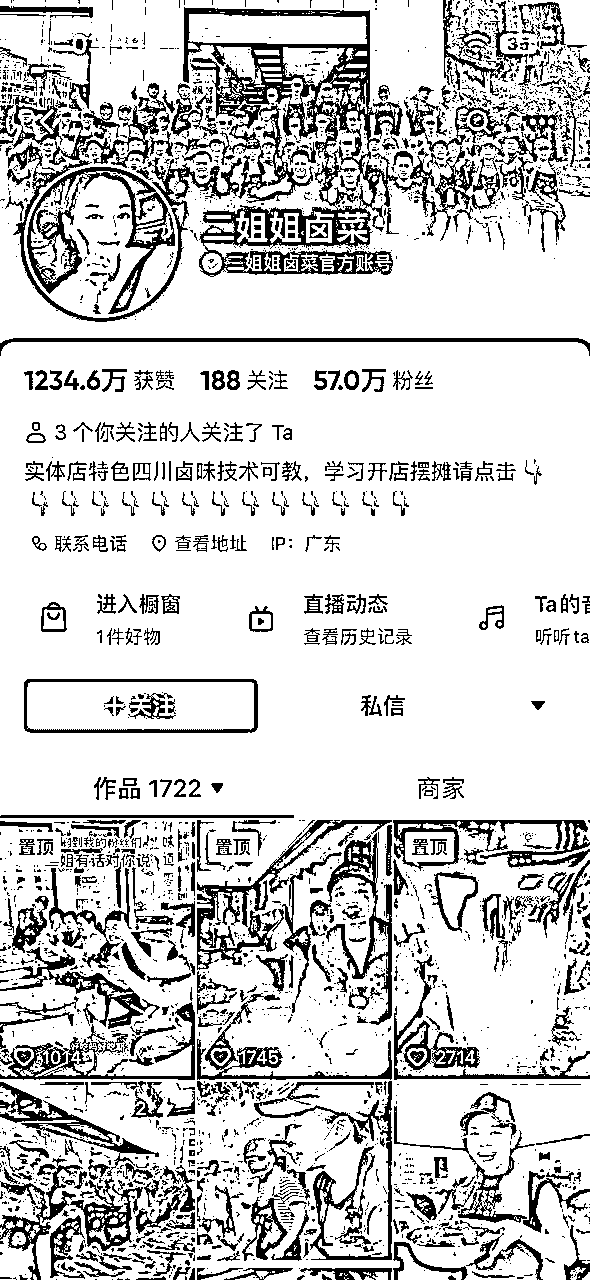 35
二姐姐卤菜
二姐姐卤菜官方账号
1234.6万 获赞 188 关注 57.0万 粉丝
3 个你关注的人关注了 Ta
实体店特色四川卤味技术可教，学习开店摆摊请点击👇
👇👇👇👇👇👇👇👇👇👇👇👇👇
联系电话 查看地址 IP：广东
进入橱窗 直播动态 Ta的音
1件好物 查看历史记录 听听ta
关注 私信
作品 1722 商家
置顶 置顶 置顶
姐有话对你说
1014 1745 2714